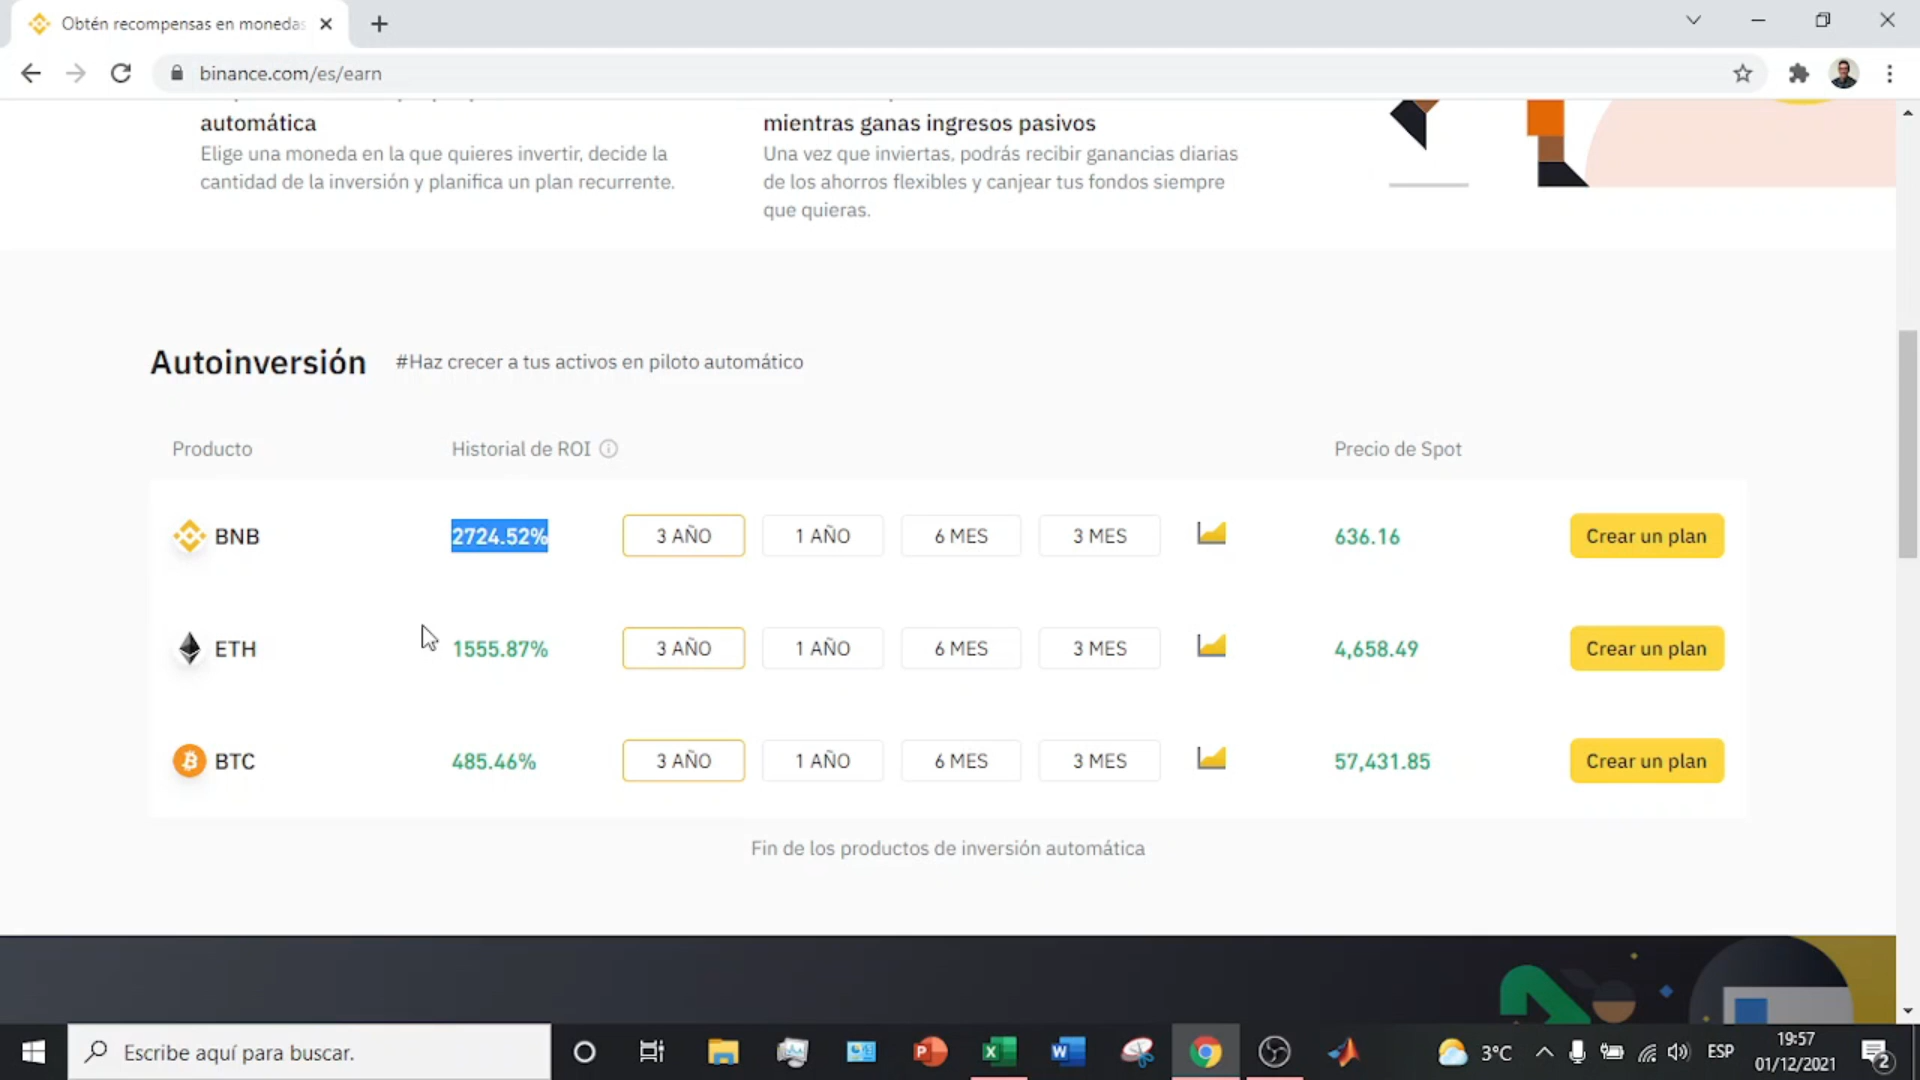 Obtén recompensas en monedas
binance.com/es/earn
automática
Elige una moneda en la que quieres invertir, decide la
cantidad de la inversión y planifica un plan recurrente.
mientras ganas ingresos pasivos
Una vez que inviertas, podrás recibir ganancias diarias
de los ahorros flexibles y canjear tus fondos siempre
que quieras.
Autoinversión #Haz crecer a tus activos en piloto automático
Producto Historial de ROI Precio de Spot
BNB 2724.52% 3 AÑO 1 AÑO 6 MES 3 MES 636.16 Crear un plan
ETH 1555.87% 3 AÑO 1 AÑO 6 MES 3 MES 4,658.49 Crear un plan
BTC 485.46% 3 AÑO 1 AÑO 6 MES 3 MES 57,431.85 Crear un plan
Fin de los productos de inversión automática
Escribe aquí para buscar.
3°C
ESP
19:57
01/12/2021
2